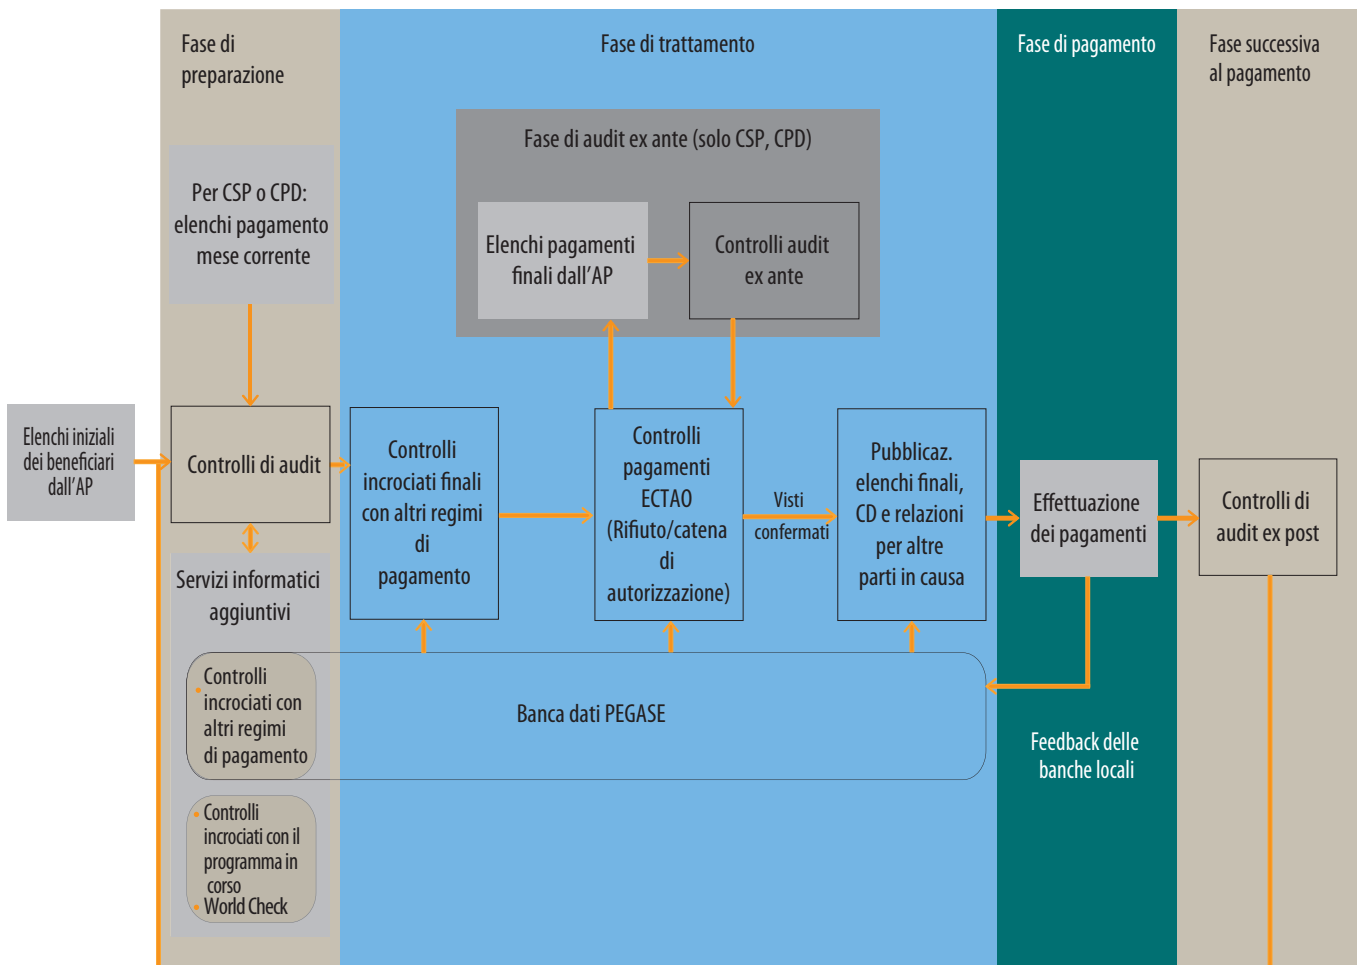 Fase di
preparazione
Fase di trattamento
Fase di pagamento
Fase successiva
al pagamento
Fase di audit ex ante (solo CSP, CPD)
Per CSP o CPD:
elenchi pagamento
mese corrente
Elenchi pagamenti
finali dall'AP
Controlli audit
ex ante
Elenchi iniziali
dei beneficiari
dall'AP
Controlli di audit
Controlli
incrociati finali
con altri regimi
di
pagamento
Controlli
pagamenti
ECTAO
(Rifiuto/catena
di
autorizzazione)
Visti
confermati
Pubblicaz.
elenchi finali,
CD e relazioni
per altre
parti in causa
Effettuazione
dei pagamenti
Controlli di
audit ex post
Servizi informatici
aggiuntivi
• Controlli
incrociati con
altri regimi
di pagamento
Banca dati PEGASE
Feedback delle
banche locali
• Controlli
incrociati con il
programma in
corso
• World Check